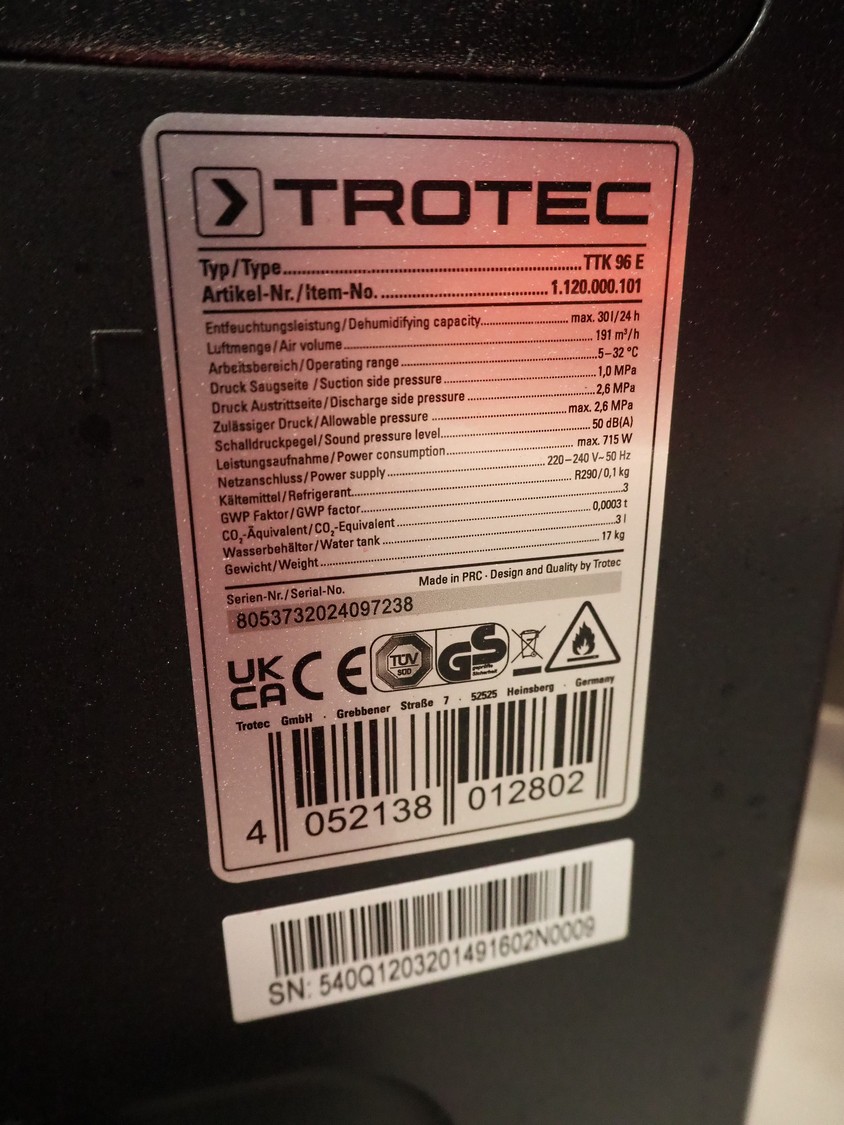 TROTEC
Typ/Type TTK 96 E
Artikel-Nr./Item-No. 1.120.000.101
Entfeuchtungsleistung/Dehumidifying capacity max. 30 l/24 h
Luftmenge/Air volume 191 m³/h
Arbeitsbereich/Operating range 5–32 °C
Druck Saugseite /Suction side pressure 1,0 MPa
Druck Austrittseite/Discharge side pressure 2,6 MPa
Zulässiger Druck/Allowable pressure max. 2,6 MPa
Schalldruckpegel/Sound pressure level 50 dB(A)
Leistungsaufnahme/Power consumption max. 715 W
Netzanschluss/Power supply 220–240 V~ 50 Hz
Kältemittel/Refrigerant R290/0,1 kg
GWP Faktor/GWP factor 3
CO₂-Äquivalent/CO₂-Equivalent 0,0003 t
Wasserbehälter/Water tank 3 l
Gewicht/Weight 17 kg
Serien-Nr./Serial-No. Made in PRC · Design and Quality by Trotec
8053732024097238
UK CA CE TÜV SÜD GS geprüfte Sicherheit
Trotec GmbH · Grebbener Straße 7 · 52525 Heinsberg · Germany
4 052138 012802
SN: 540Q1203201491602N0009